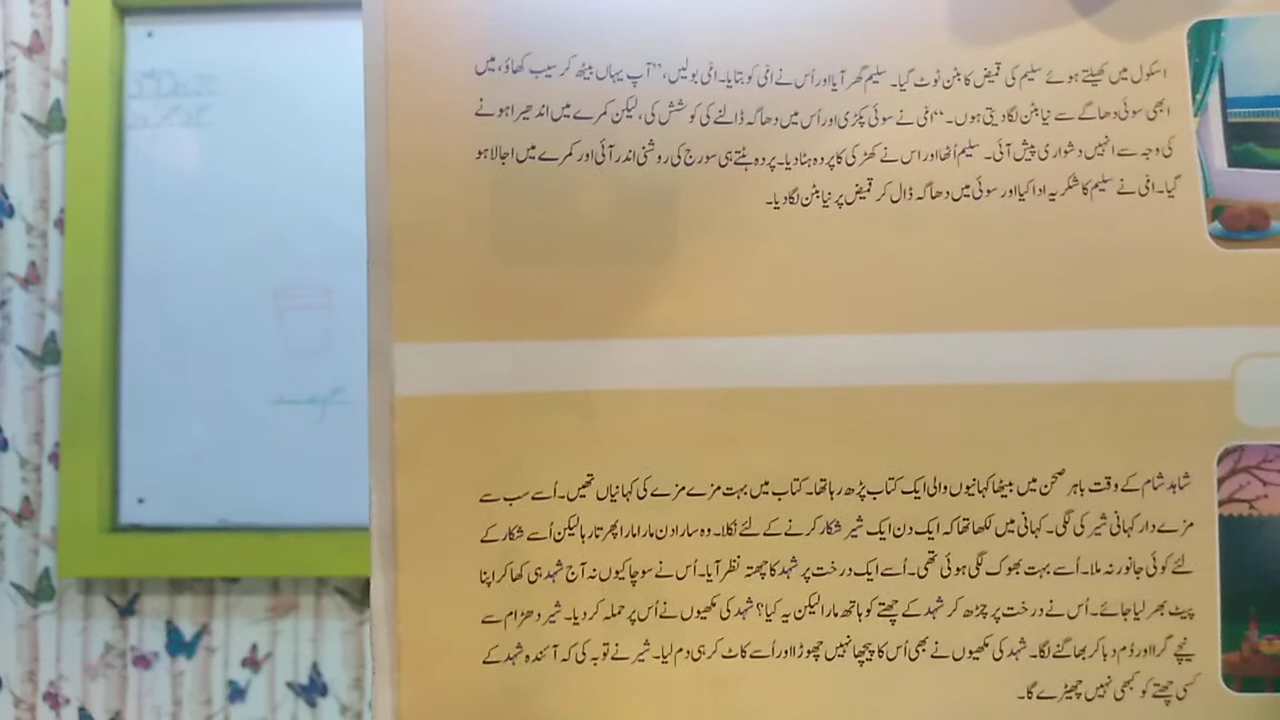 اسکول میں کھیلتے ہوئے سلیم کی قمیض کا بٹن ٹوٹ گیا۔ سلیم گھر آیا اور اُس نے امّی کو بتایا۔ امّی بولیں، ”آپ یہاں بیٹھ کر سیب کھاؤ، میں
ابھی سوئی دھاگے سے نیا بٹن لگا دیتی ہوں۔“ امّی نے سوئی پکڑی اور اُس میں دھاگہ ڈالنے کی کوشش کی، لیکن کمرے میں اندھیرا ہونے
کی وجہ سے انہیں دشواری پیش آئی۔ سلیم اُٹھا اور اس نے کھڑکی کا پردہ ہٹا دیا۔ پردہ ہٹتے ہی سورج کی روشنی اندر آئی اور کمرے میں اجالا ہو
گیا۔ امّی نے سلیم کا شکریہ ادا کیا اور سوئی میں دھاگہ ڈال کر قمیض پر نیا بٹن لگا دیا۔
شاہد شام کے وقت باہر صحن میں بیٹھا کہانیوں والی ایک کتاب پڑھ رہا تھا۔ کتاب میں بہت مزے مزے کی کہانیاں تھیں۔ اُسے سب سے
مزے دار کہانی شیر کی لگی۔ کہانی میں لکھا تھا کہ ایک دن ایک شیر شکار کرنے کے لئے نکلا۔ وہ سارا دن مارا مارا پھرتا رہا لیکن اُسے شکار کے
لئے کوئی جانور نہ ملا۔ اُسے بہت بھوک لگی ہوئی تھی۔ اُسے ایک درخت پر شہد کا چھتہ نظر آیا۔ اُس نے سوچا کیوں نہ آج شہد ہی کھا کر اپنا
پیٹ بھر لیا جائے۔ اُس نے درخت پر چڑھ کر شہد کے چھتے کو ہاتھ مارا لیکن یہ کیا؟ شہد کی مکھیوں نے اُس پر حملہ کر دیا۔ شیر دھڑام سے
نیچے گرا اور دُم دبا کر بھاگنے لگا۔ شہد کی مکھیوں نے بھی اُس کا پیچھا نہیں چھوڑا اور اُسے کاٹ کر ہی دم لیا۔ شیر نے توبہ کی کہ آئندہ شہد کے
کسی چھتے کو کبھی نہیں چھیڑے گا۔